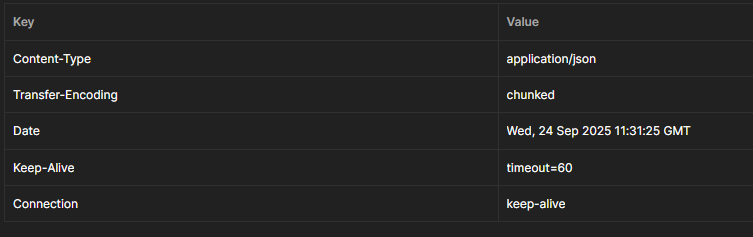 Key Value
Content-Type application/json
Transfer-Encoding chunked
Date Wed, 24 Sep 2025 11:31:25 GMT
Keep-Alive timeout=60
Connection keep-alive